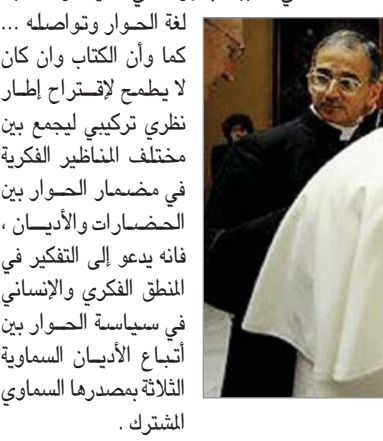 لغة الحوار وتواصله ...
كما وأن الكتاب وان كان
لا يطمح لإقتراح إطار
نظري تركيبي ليجمع بين
مختلف المناظير الفكرية
في مضمار الحوار بين
الحضارات والأديان ،
فانه يدعو إلى التفكير في
المنطق الفكري والإنساني
في سياسة الحوار بين
أتباع الأديان السماوية
الثلاثة بمصدرها السماوي
المشترك .